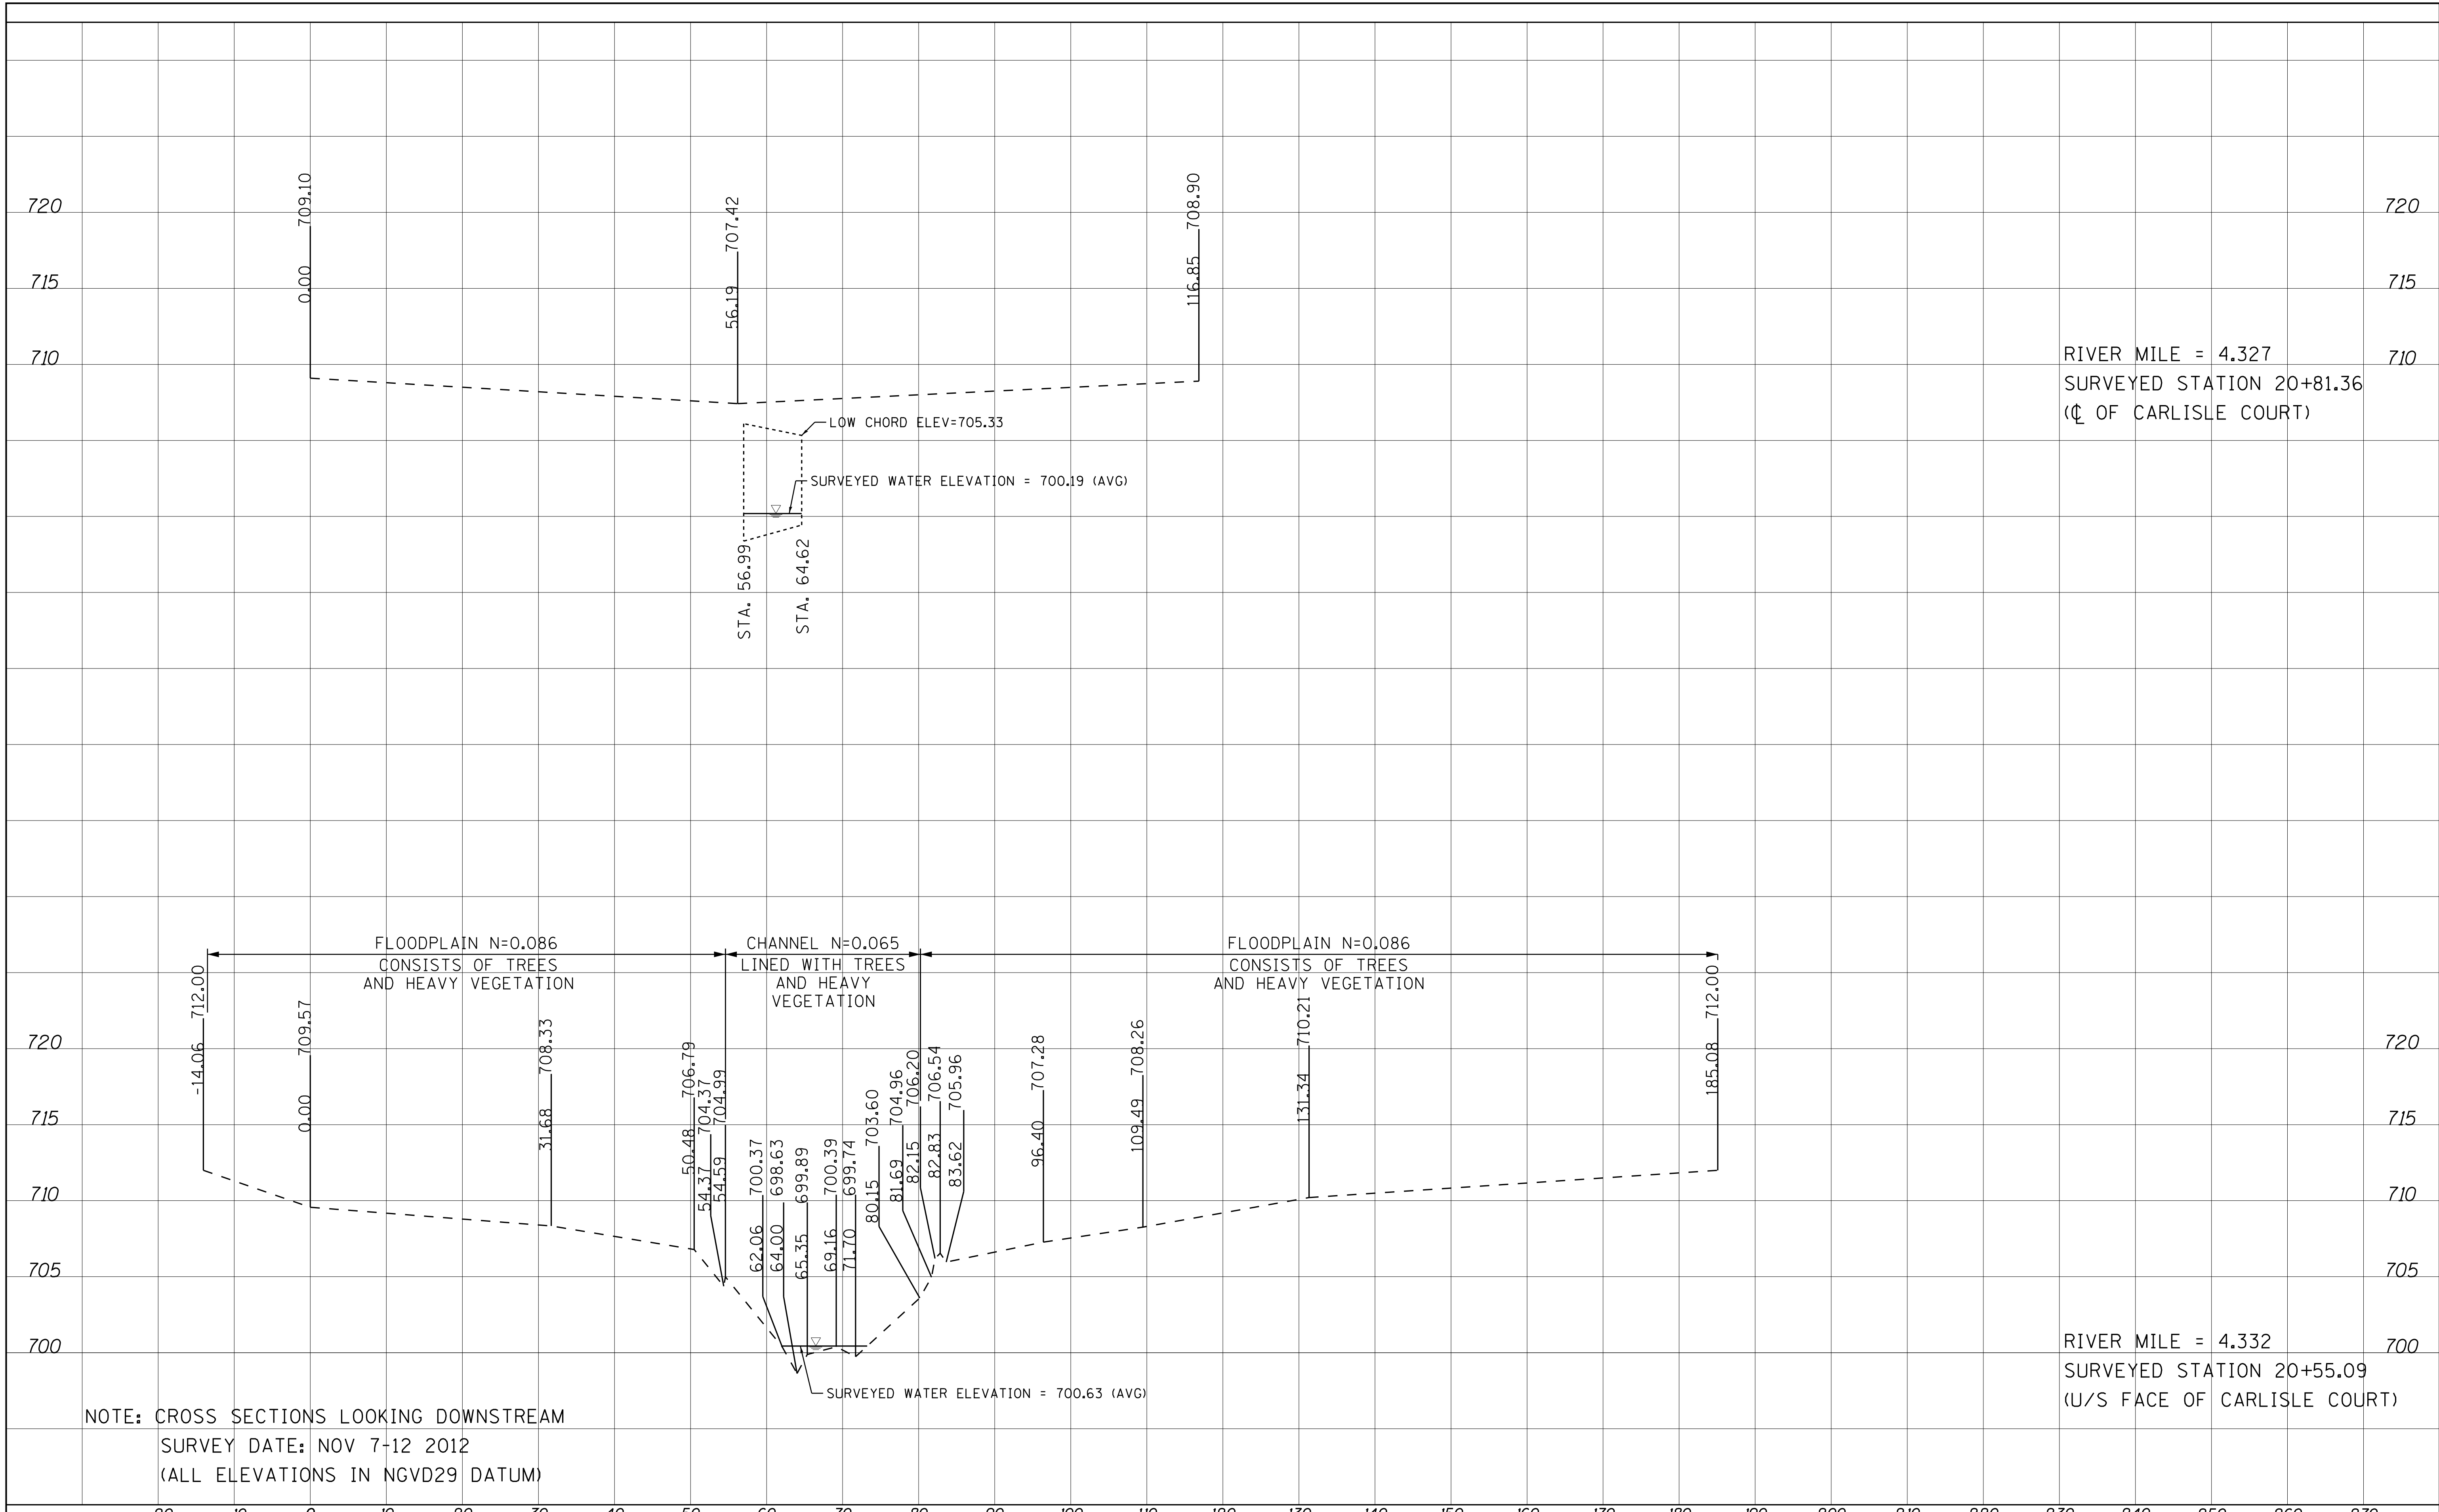 709.10
0.00
707.42
56.19
708.90
116.85
720
720
715
715
710
710
RIVER MILE = 4.327
SURVEYED STATION 20+81.36
(℄ OF CARLISLE COURT)
LOW CHORD ELEV=705.33
SURVEYED WATER ELEVATION = 700.19 (AVG)
STA. 56.99
STA. 64.62
FLOODPLAIN N=0.086
CONSISTS OF TREES
AND HEAVY VEGETATION
CHANNEL N=0.065
LINED WITH TREES
AND HEAVY
VEGETATION
FLOODPLAIN N=0.086
CONSISTS OF TREES
AND HEAVY VEGETATION
-14.06 712.00
0.00 709.57
31.68 708.33
50.48 706.79
54.37 704.37
54.59 704.99
62.06 700.37
64.00 698.63
65.35 699.89
69.16 700.39
71.70 699.74
80.15 703.60
81.69 704.96
82.15 706.20
82.83 706.54
83.62 705.96
96.40 707.28
109.49 708.26
131.34 710.21
185.08 712.00
720
720
715
715
710
710
705
705
700
700
SURVEYED WATER ELEVATION = 700.63 (AVG)
RIVER MILE = 4.332
SURVEYED STATION 20+55.09
(U/S FACE OF CARLISLE COURT)
NOTE: CROSS SECTIONS LOOKING DOWNSTREAM
SURVEY DATE: NOV 7-12 2012
(ALL ELEVATIONS IN NGVD29 DATUM)